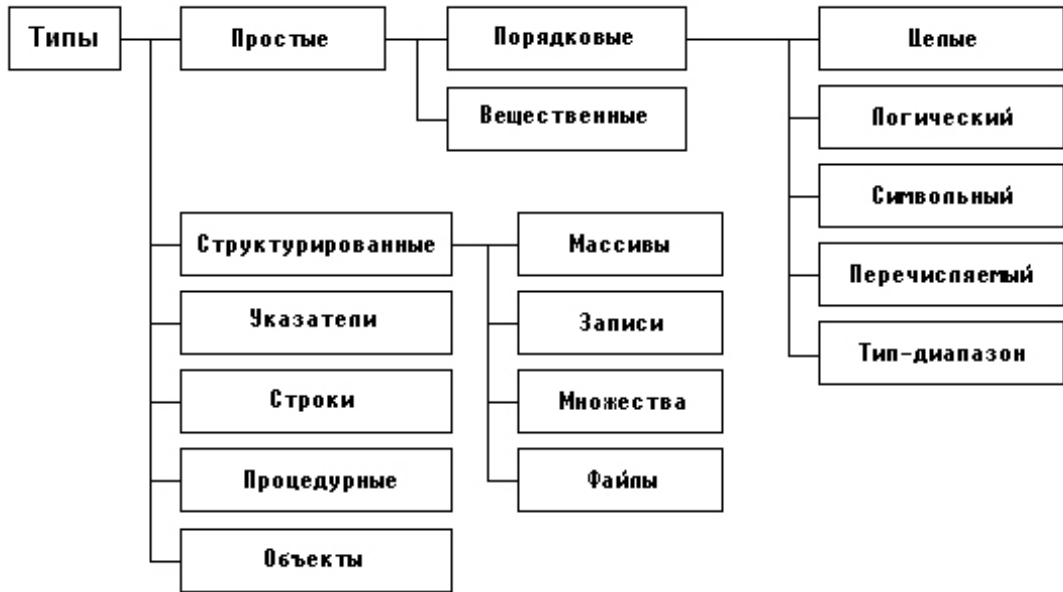 Типы
Простые
Порядковые
Целые
Вещественные
Логический
Символьный
Структурированные
Массивы
Перечисляемый
Указатели
Записи
Тип-диапазон
Строки
Множества
Процедурные
Файлы
Объекты